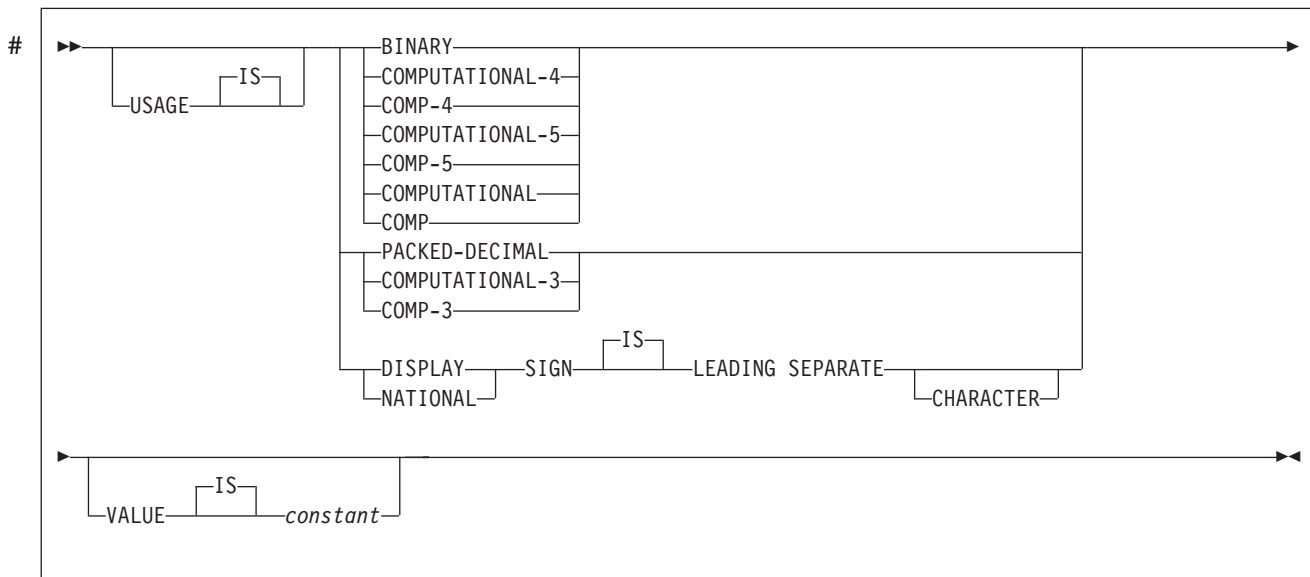 #
BINARY
IS
COMPUTATIONAL-4
USAGE
COMP-4
COMPUTATIONAL-5
COMP-5
COMPUTATIONAL
COMP
PACKED-DECIMAL
COMPUTATIONAL-3
COMP-3
IS
DISPLAY SIGN LEADING SEPARATE
NATIONAL CHARACTER
IS
VALUE constant